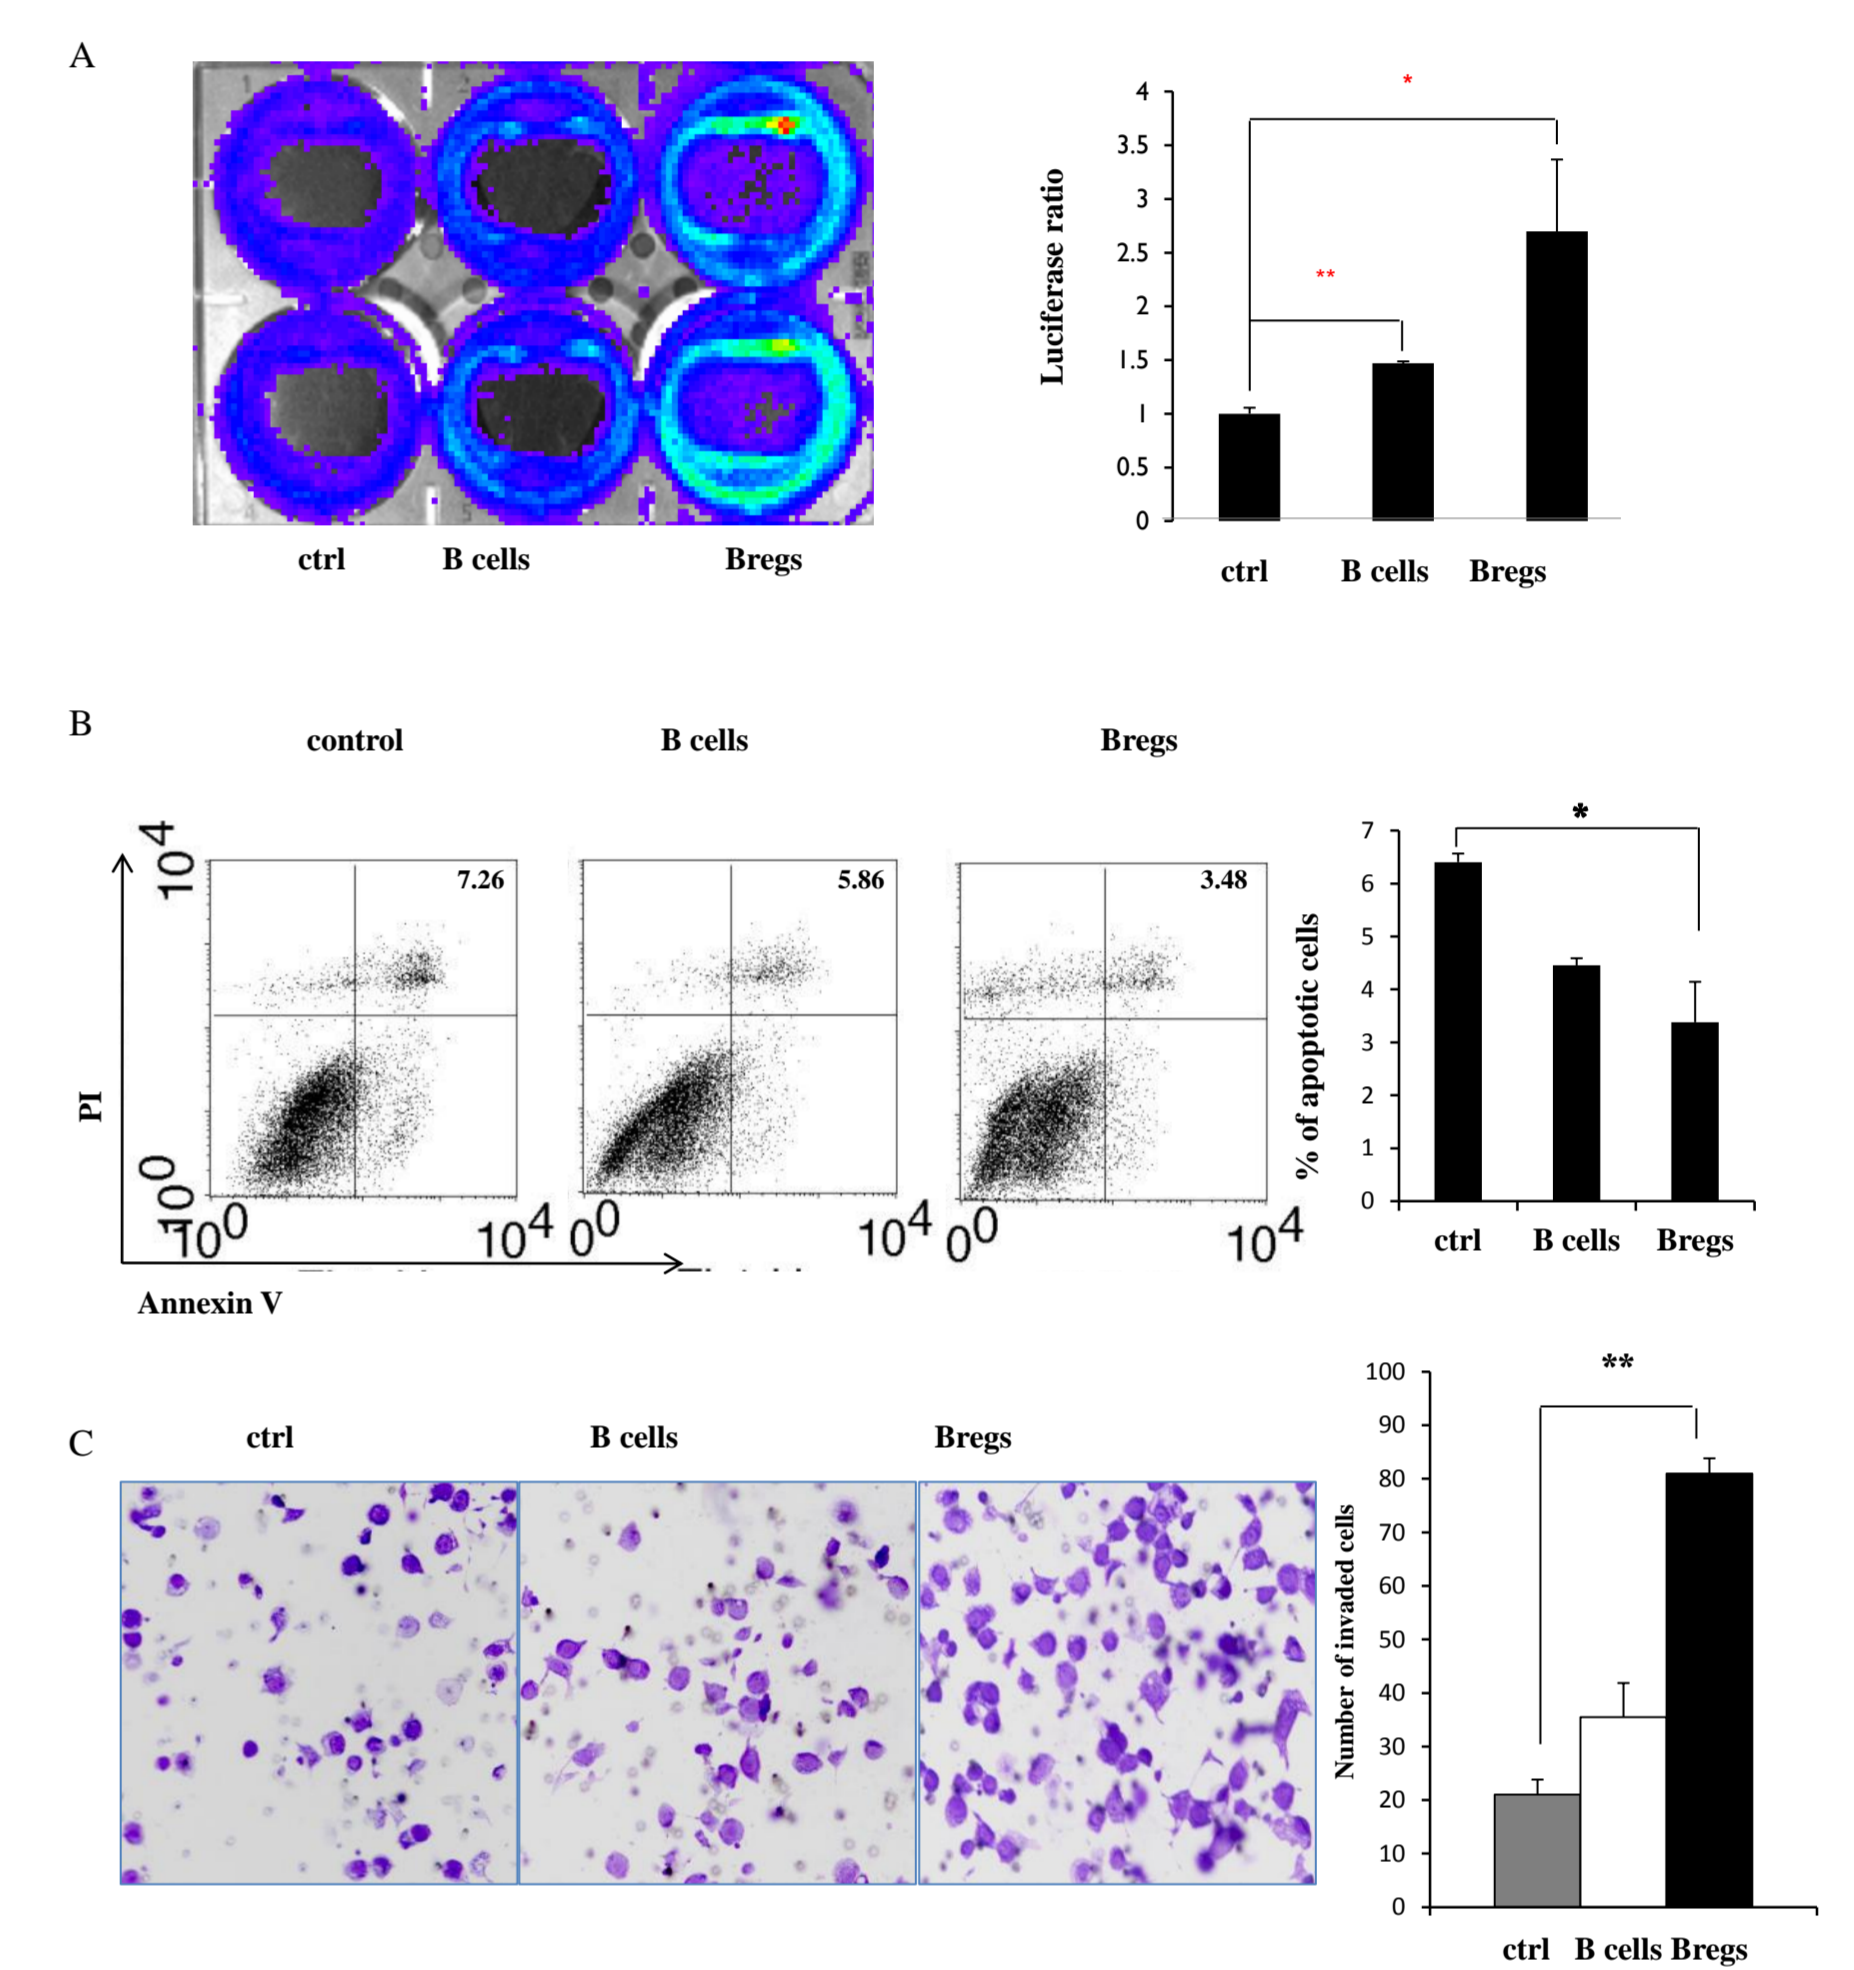 A
*
4
3.5
3
2.5
2
1.5
1
0.5
0
**
Luciferase ratio
ctrl B cells Bregs
ctrl B cells Bregs
B
control B cells Bregs
10^4
10^0
PI
7.26
5.86
3.48
10^0 10^4 00 10^4 00 10^4
Annexin V
*
7
6
5
4
3
2
1
0
% of apoptotic cells
ctrl B cells Bregs
C
ctrl B cells Bregs
**
100
90
80
70
60
50
40
30
20
10
0
Number of invaded cells
ctrl B cells Bregs